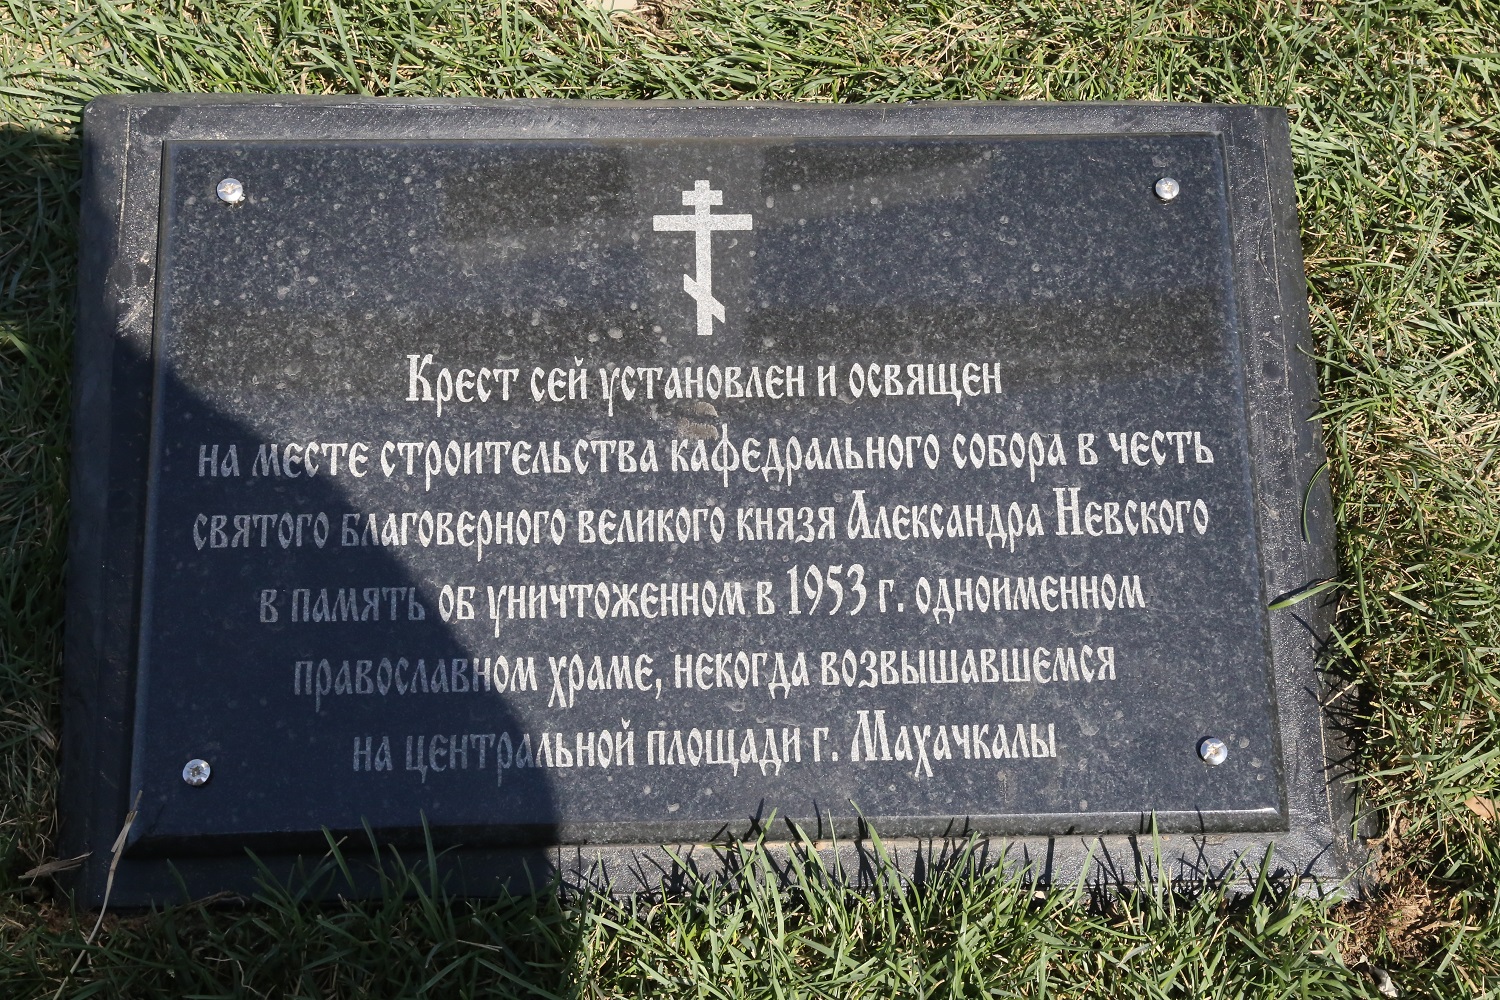 Крест сей установлен и освящен
на месте строительства кафедрального собора в честь
святого благоверного великого князя Александра Невского
в память об уничтоженном в 1953 г. одноименном
православном храме, некогда возвышавшемся
на центральной площади г. Махачкалы